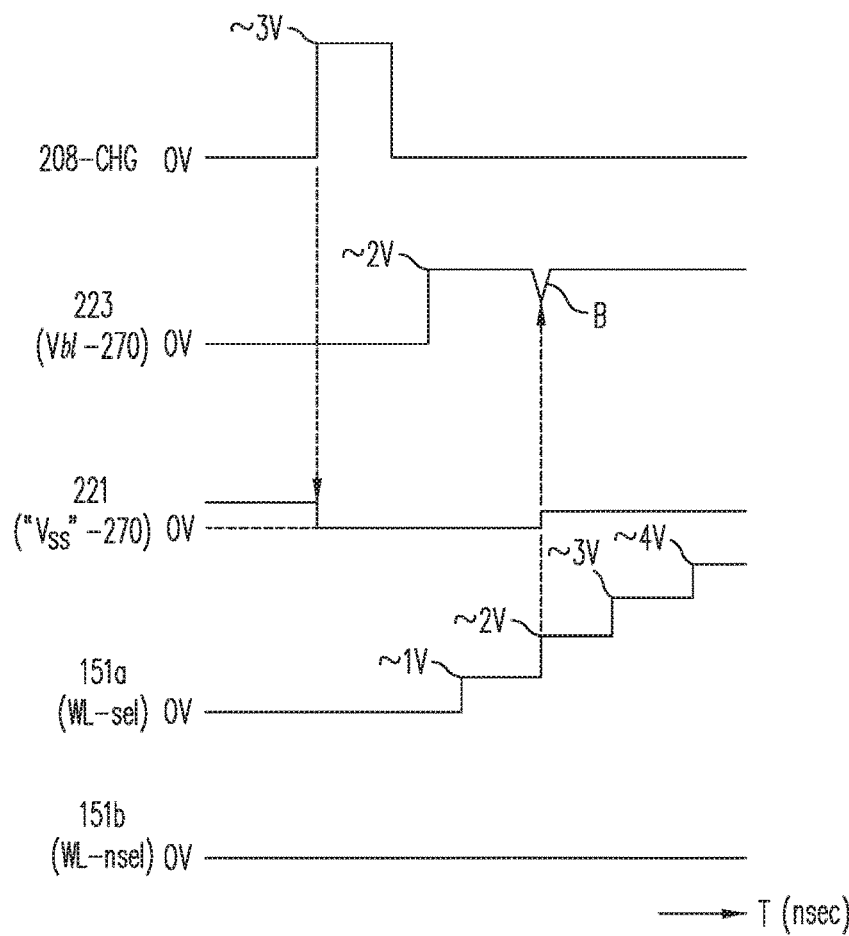 ~3V
208-CHG 0V
~2V
223
(Vbl-270) 0V
B
221
("VSS"-270) 0V
~4V
~3V
~2V
~1V
151a
(WL-sel) 0V
151b
(WL-nsel) 0V
T (nsec)